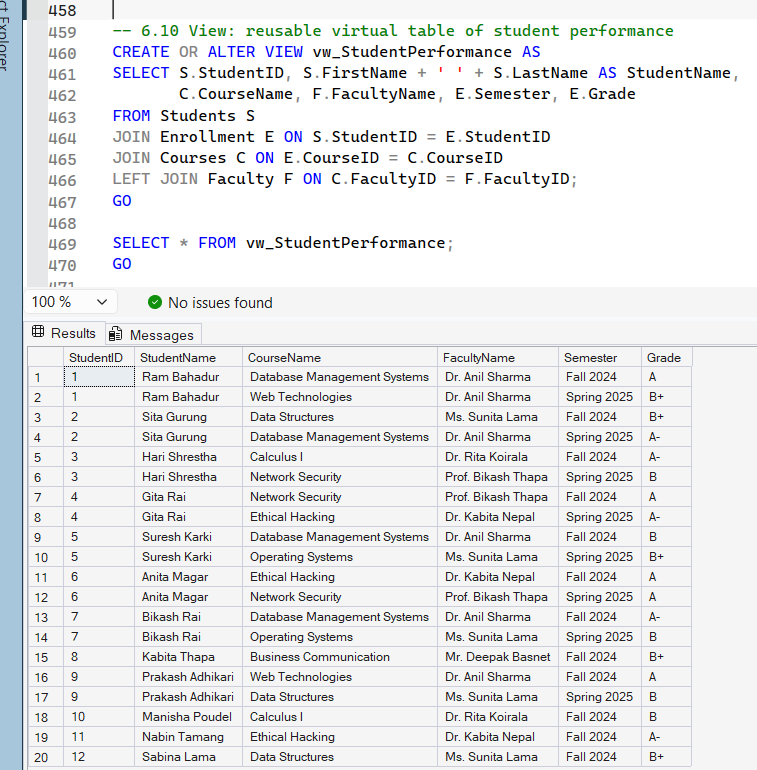 ct Explorer
458
459 -- 6.10 View: reusable virtual table of student performance
460 CREATE OR ALTER VIEW vw_StudentPerformance AS
461 SELECT S.StudentID, S.FirstName + ' ' + S.LastName AS StudentName,
462 C.CourseName, F.FacultyName, E.Semester, E.Grade
463 FROM Students S
464 JOIN Enrollment E ON S.StudentID = E.StudentID
465 JOIN Courses C ON E.CourseID = C.CourseID
466 LEFT JOIN Faculty F ON C.FacultyID = F.FacultyID;
467 GO
468
469 SELECT * FROM vw_StudentPerformance;
470 GO
471
100 % No issues found
Results Messages
StudentID StudentName CourseName FacultyName Semester Grade
1 1 Ram Bahadur Database Management Systems Dr. Anil Sharma Fall 2024 A
2 1 Ram Bahadur Web Technologies Dr. Anil Sharma Spring 2025 B+
3 2 Sita Gurung Data Structures Ms. Sunita Lama Fall 2024 B+
4 2 Sita Gurung Database Management Systems Dr. Anil Sharma Spring 2025 A-
5 3 Hari Shrestha Calculus I Dr. Rita Koirala Fall 2024 A-
6 3 Hari Shrestha Network Security Prof. Bikash Thapa Spring 2025 B
7 4 Gita Rai Network Security Prof. Bikash Thapa Fall 2024 A
8 4 Gita Rai Ethical Hacking Dr. Kabita Nepal Spring 2025 A-
9 5 Suresh Karki Database Management Systems Dr. Anil Sharma Fall 2024 B
10 5 Suresh Karki Operating Systems Ms. Sunita Lama Spring 2025 B+
11 6 Anita Magar Ethical Hacking Dr. Kabita Nepal Fall 2024 A
12 6 Anita Magar Network Security Prof. Bikash Thapa Spring 2025 A
13 7 Bikash Rai Database Management Systems Dr. Anil Sharma Fall 2024 A-
14 7 Bikash Rai Operating Systems Ms. Sunita Lama Spring 2025 B
15 8 Kabita Thapa Business Communication Mr. Deepak Basnet Fall 2024 B+
16 9 Prakash Adhikari Web Technologies Dr. Anil Sharma Fall 2024 A
17 9 Prakash Adhikari Data Structures Ms. Sunita Lama Spring 2025 B
18 10 Manisha Poudel Calculus I Dr. Rita Koirala Fall 2024 B
19 11 Nabin Tamang Ethical Hacking Dr. Kabita Nepal Fall 2024 A-
20 12 Sabina Lama Data Structures Ms. Sunita Lama Fall 2024 B+